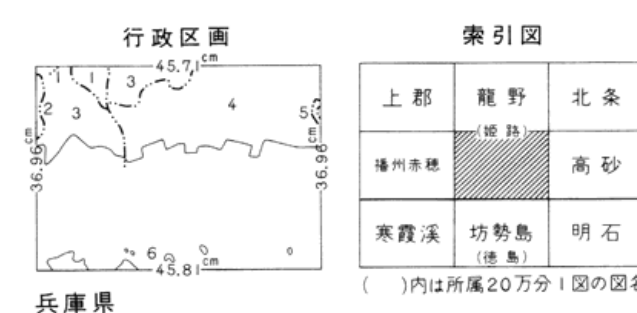 行政区画
45.71cm
1 1 3
2 3 4 5
36.96cm 36.96cm
6
45.81cm
兵庫県
索引図
上郡 龍野 北条
(姫路)
播州赤穂 高砂
寒霞渓 坊勢島 明石
(徳島)
( )内は所属20万分1図の図名